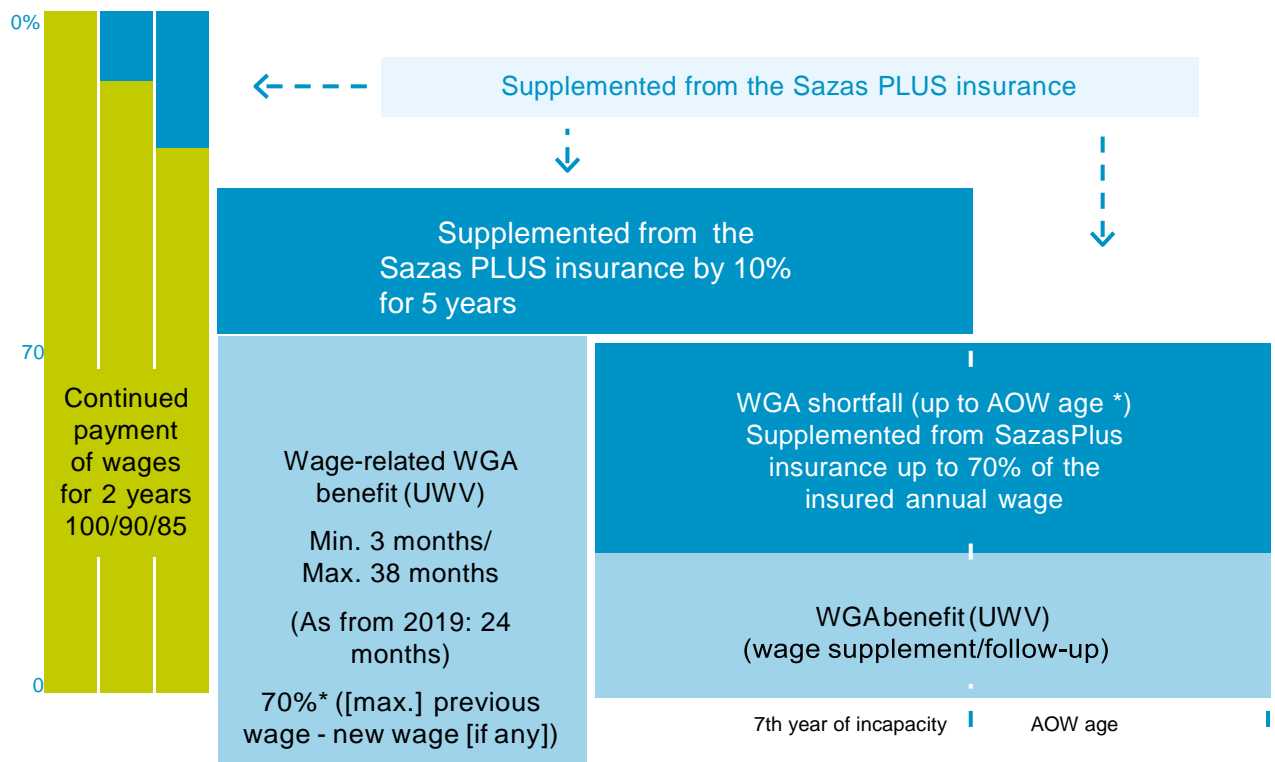 0%
Supplemented from the Sazas PLUS insurance
Supplemented from the
Sazas PLUS insurance by 10%
for 5 years
70
Continued
payment
of wages
for 2 years
100/90/85
Wage-related WGA
benefit (UWV)
Min. 3 months/
Max. 38 months
(As from 2019: 24
months)
70%* ([max.] previous
wage - new wage [if any])
WGA shortfall (up to AOW age *)
Supplemented from SazasPlus
insurance up to 70% of the
insured annual wage
WGA benefit (UWV)
(wage supplement/follow-up)
0
7th year of incapacity
AOW age